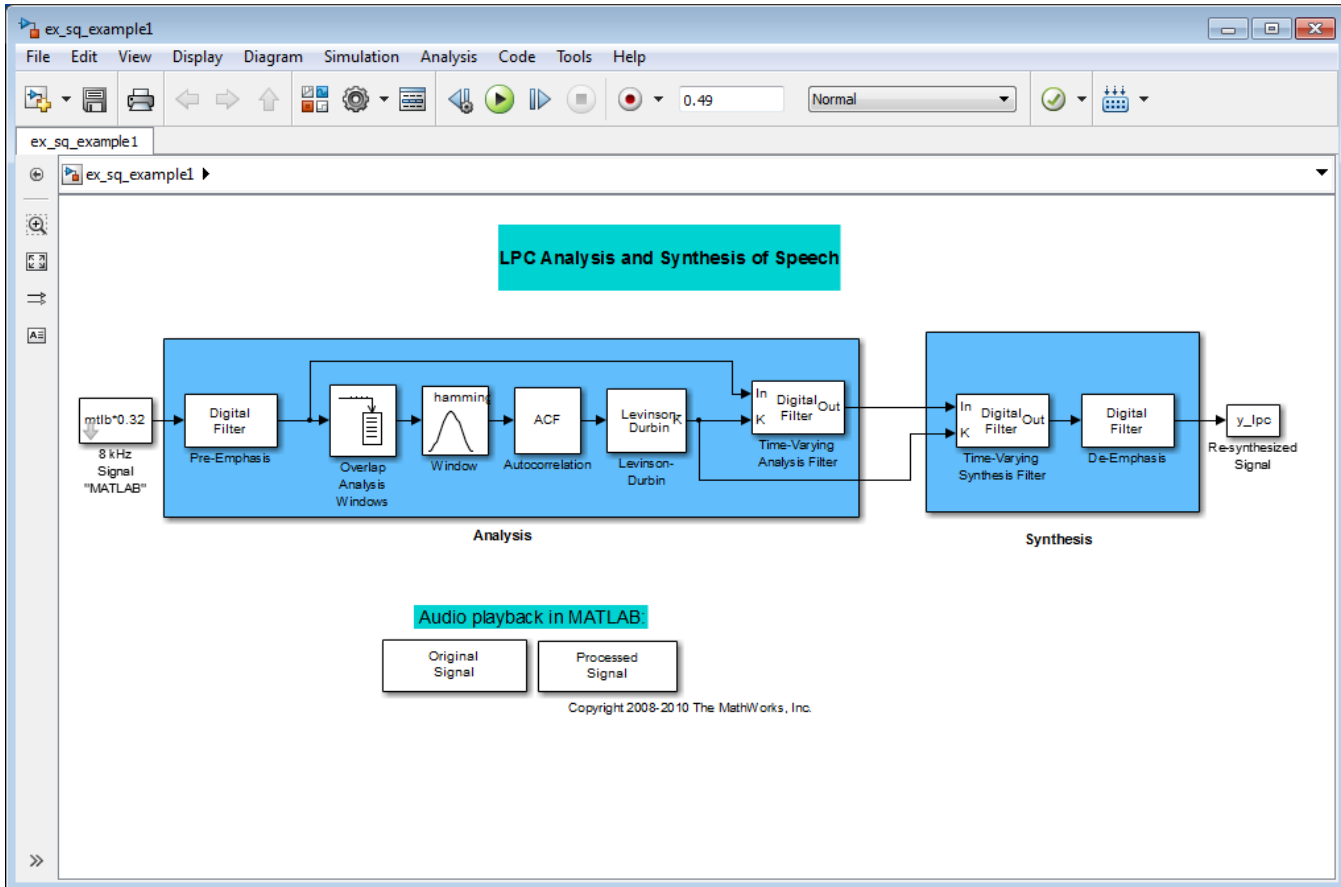 ex_sq_example1
File Edit View Display Diagram Simulation Analysis Code Tools Help
0.49 Normal
ex_sq_example1
ex_sq_example1
LPC Analysis and Synthesis of Speech
mtlb*0.32
8 kHz
Signal
"MATLAB"
Digital
Filter
Pre-Emphasis
Overlap
Analysis
Windows
hamming
Window
ACF
Autocorrelation
Levinson-
Durbin
K
Levinson-
Durbin
In
K
Digital
Filter
Out
Time-Varying
Analysis Filter
Analysis
In
K
Digital
Filter
Out
Time-Varying
Synthesis Filter
Digital
Filter
De-Emphasis
Synthesis
y_lpc
Re-synthesized
Signal
Audio playback in MATLAB:
Original
Signal
Processed
Signal
Copyright 2008-2010 The MathWorks, Inc.